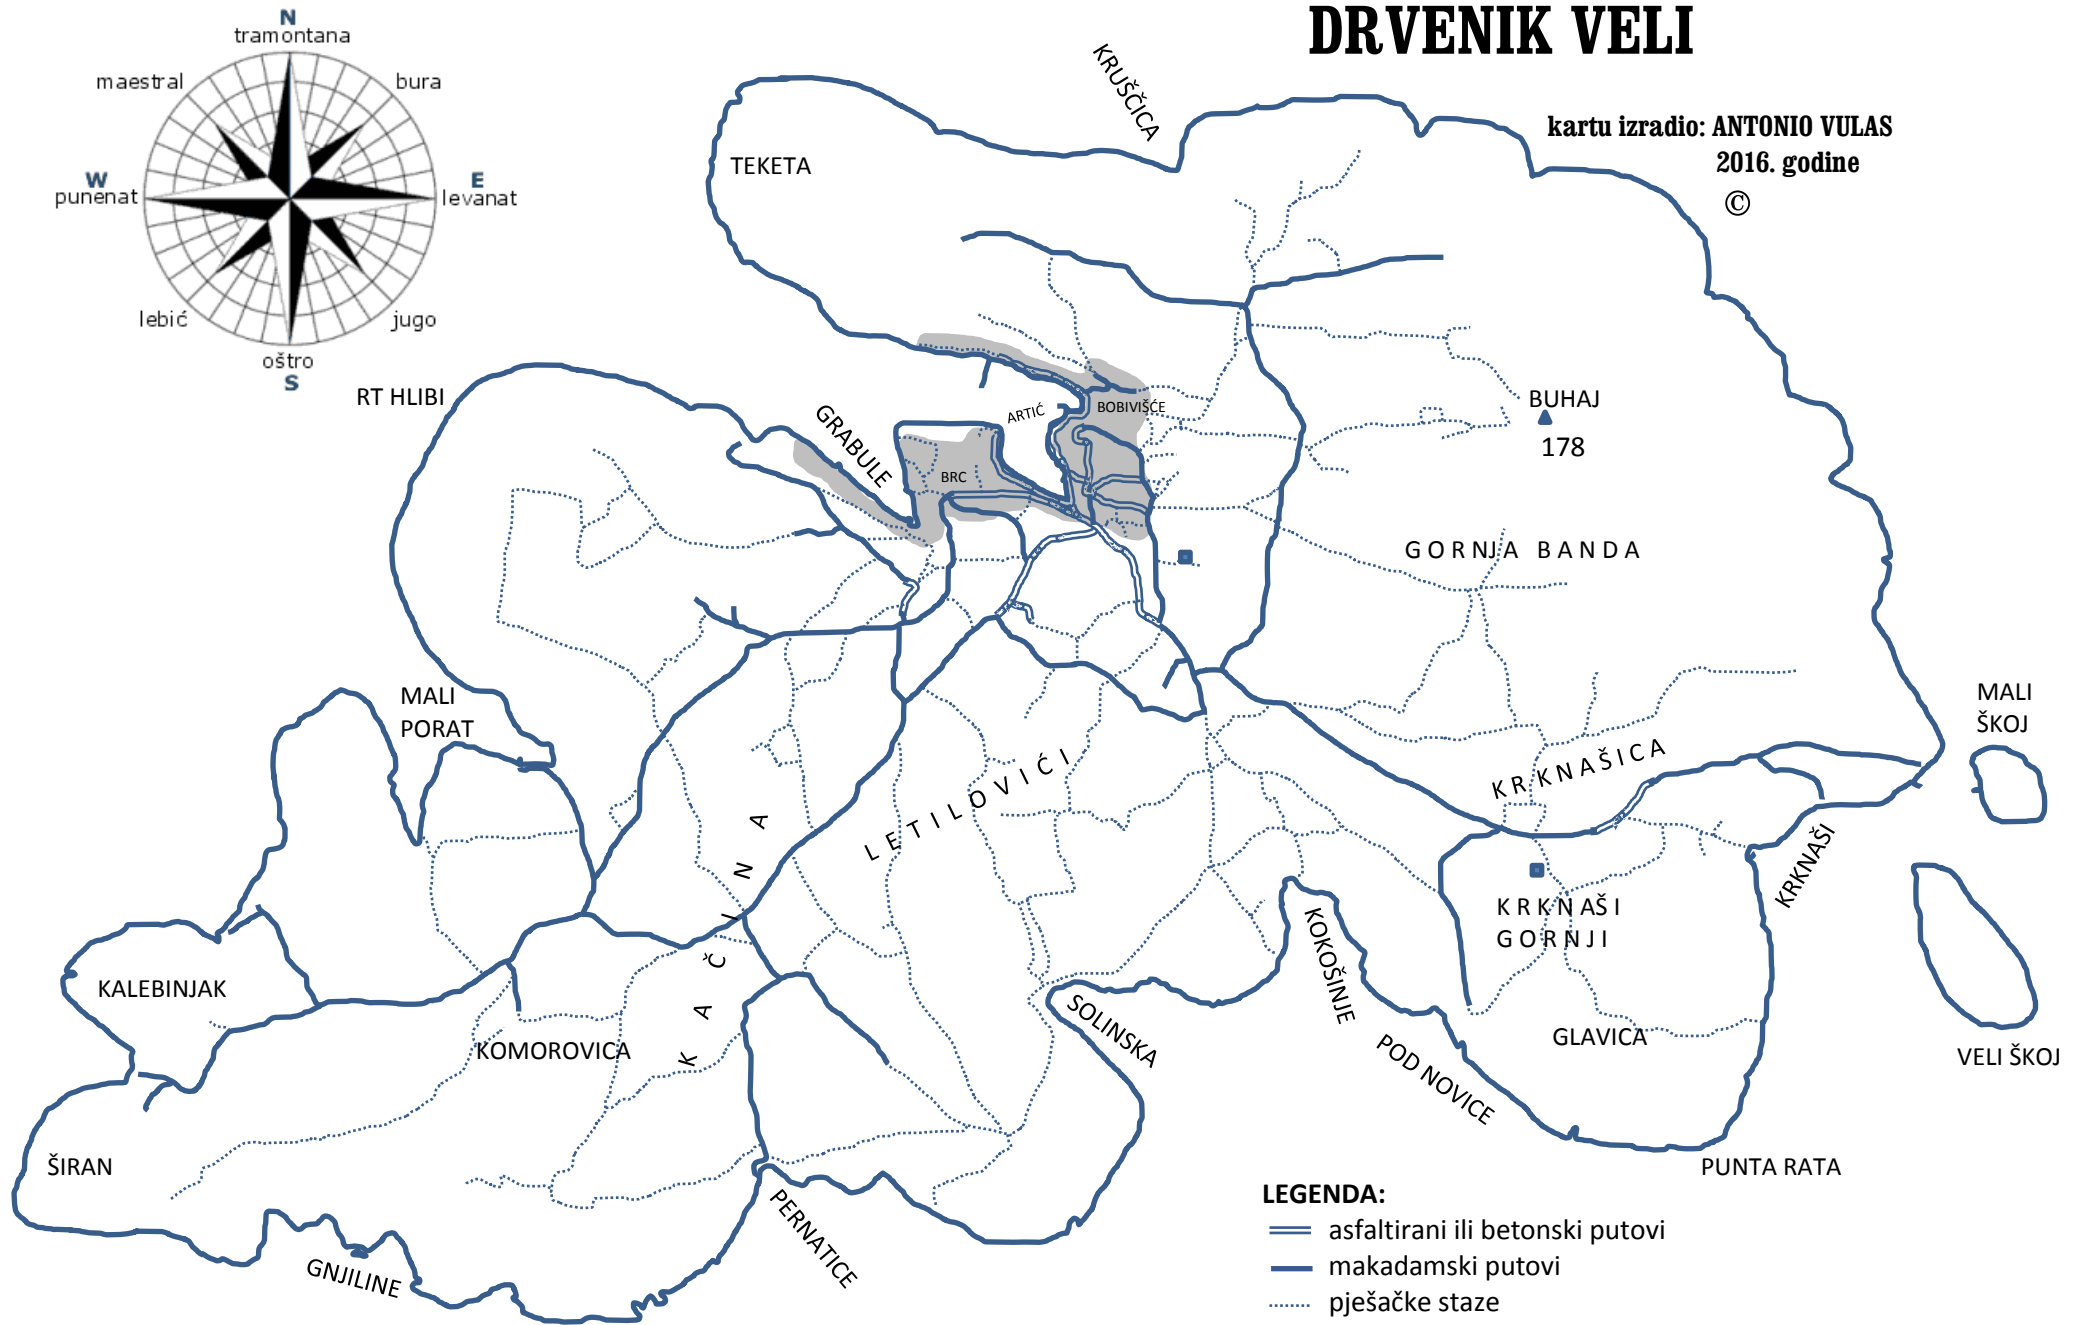 DRVENIK VELI
kartu izradio: ANTONIO VULAS
2016. godine
©
N
tramontana
maestral
bura
W
punenat
E
levanat
lebić
jugo
oštro
S
KRUŠČICA
TEKETA
RT HLIBI
GRABULE
ARTIĆ
BOBIVIŠĆE
BRC
BUHAJ
178
GORNJA BANDA
MALI
PORAT
MALI
ŠKOJ
KRKNAŠICA
LETILOVIĆI
KAČINA
KRKNAŠI
KRKNAŠI
GORNJI
KALEBINJAK
KOKOŠINJE
SOLINSKA
KOMOROVICA
GLAVICA
POD NOVICE
VELI ŠKOJ
ŠIRAN
PUNTA RATA
PERNATICE
GNJILINE
LEGENDA:
asfaltirani ili betonski putovi
makadamski putovi
pješačke staze